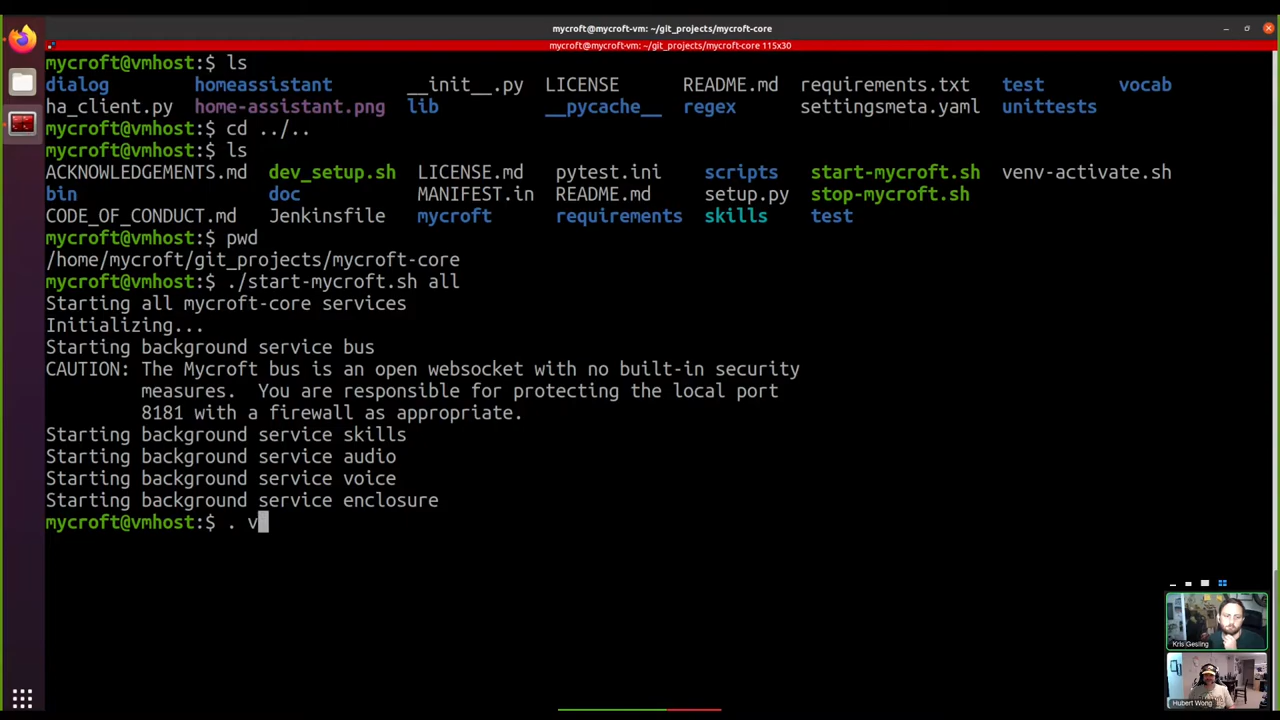 mycroft@mycroft-vm: ~/git_projects/mycroft-core
mycroft@mycroft-vm: ~/git_projects/mycroft-core 115x30
mycroft@vmhost:$ ls
dialog homeassistant __init__.py LICENSE README.md requirements.txt test vocab
ha_client.py home-assistant.png lib __pycache__ regex settingsmeta.yaml unittests
mycroft@vmhost:$ cd ../..
mycroft@vmhost:$ ls
ACKNOWLEDGEMENTS.md dev_setup.sh LICENSE.md pytest.ini scripts start-mycroft.sh venv-activate.sh
bin doc MANIFEST.in README.md setup.py stop-mycroft.sh
CODE_OF_CONDUCT.md Jenkinsfile mycroft requirements skills test
mycroft@vmhost:$ pwd
/home/mycroft/git_projects/mycroft-core
mycroft@vmhost:$ ./start-mycroft.sh all
Starting all mycroft-core services
Initializing...
Starting background service bus
CAUTION: The Mycroft bus is an open websocket with no built-in security
measures. You are responsible for protecting the local port
8181 with a firewall as appropriate.
Starting background service skills
Starting background service audio
Starting background service voice
Starting background service enclosure
mycroft@vmhost:$ . v
Kris Gesling
Hubert Wong